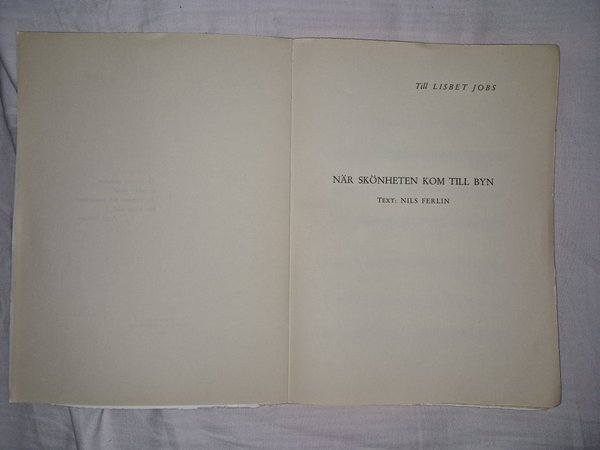 Till LISBET JOBS
NÄR SKÖNHETEN KOM TILL BYN
TEXT: NILS FERLIN